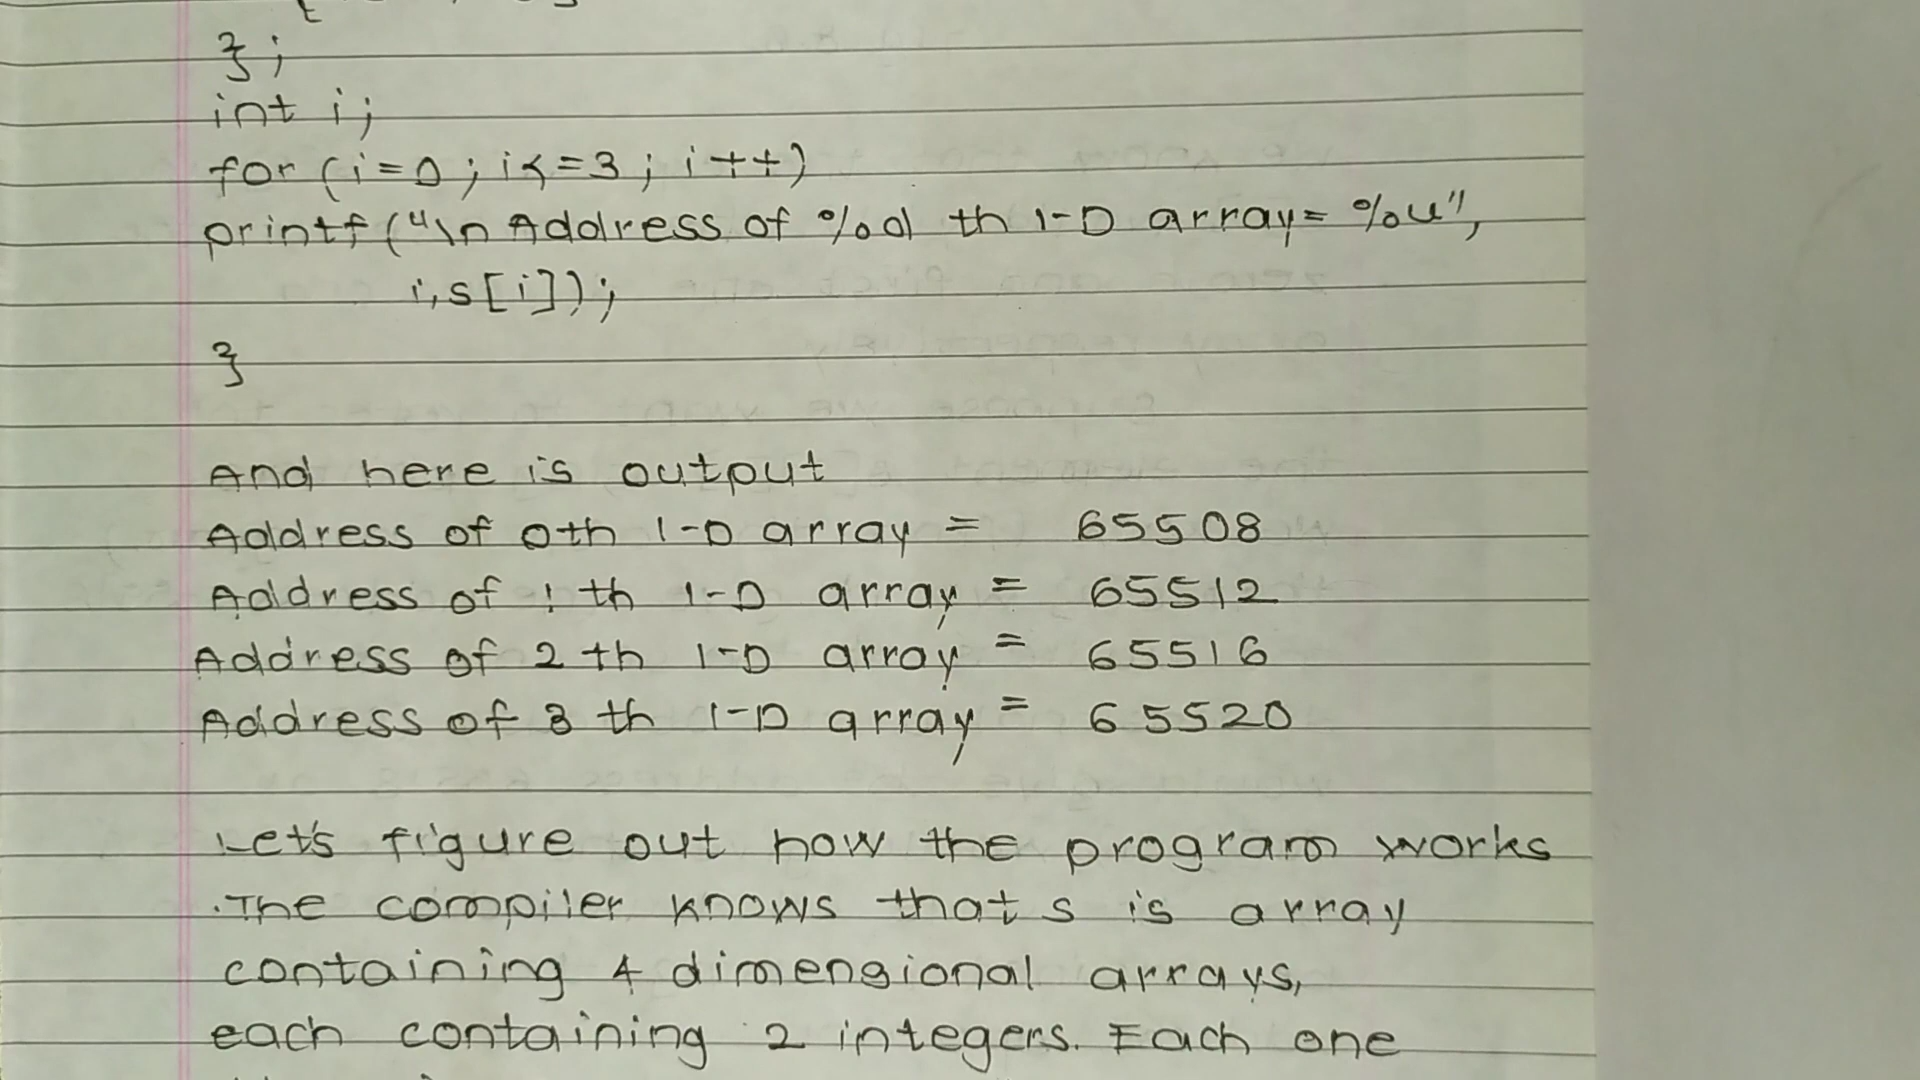 };
int i;
for (i=0; i<=3; i++)
printf("\n Address of %d th 1-D array= %u",
i,s[i]);
}
And here is output
Address of 0th 1-D array = 65508
Address of 1 th 1-D array = 65512
Address of 2 th 1-D array = 65516
Address of 3 th 1-D array = 65520
Let's figure out how the program works
.The compiler knows that s is array
containing 4 dimensional arrays,
each containing 2 integers. Each one